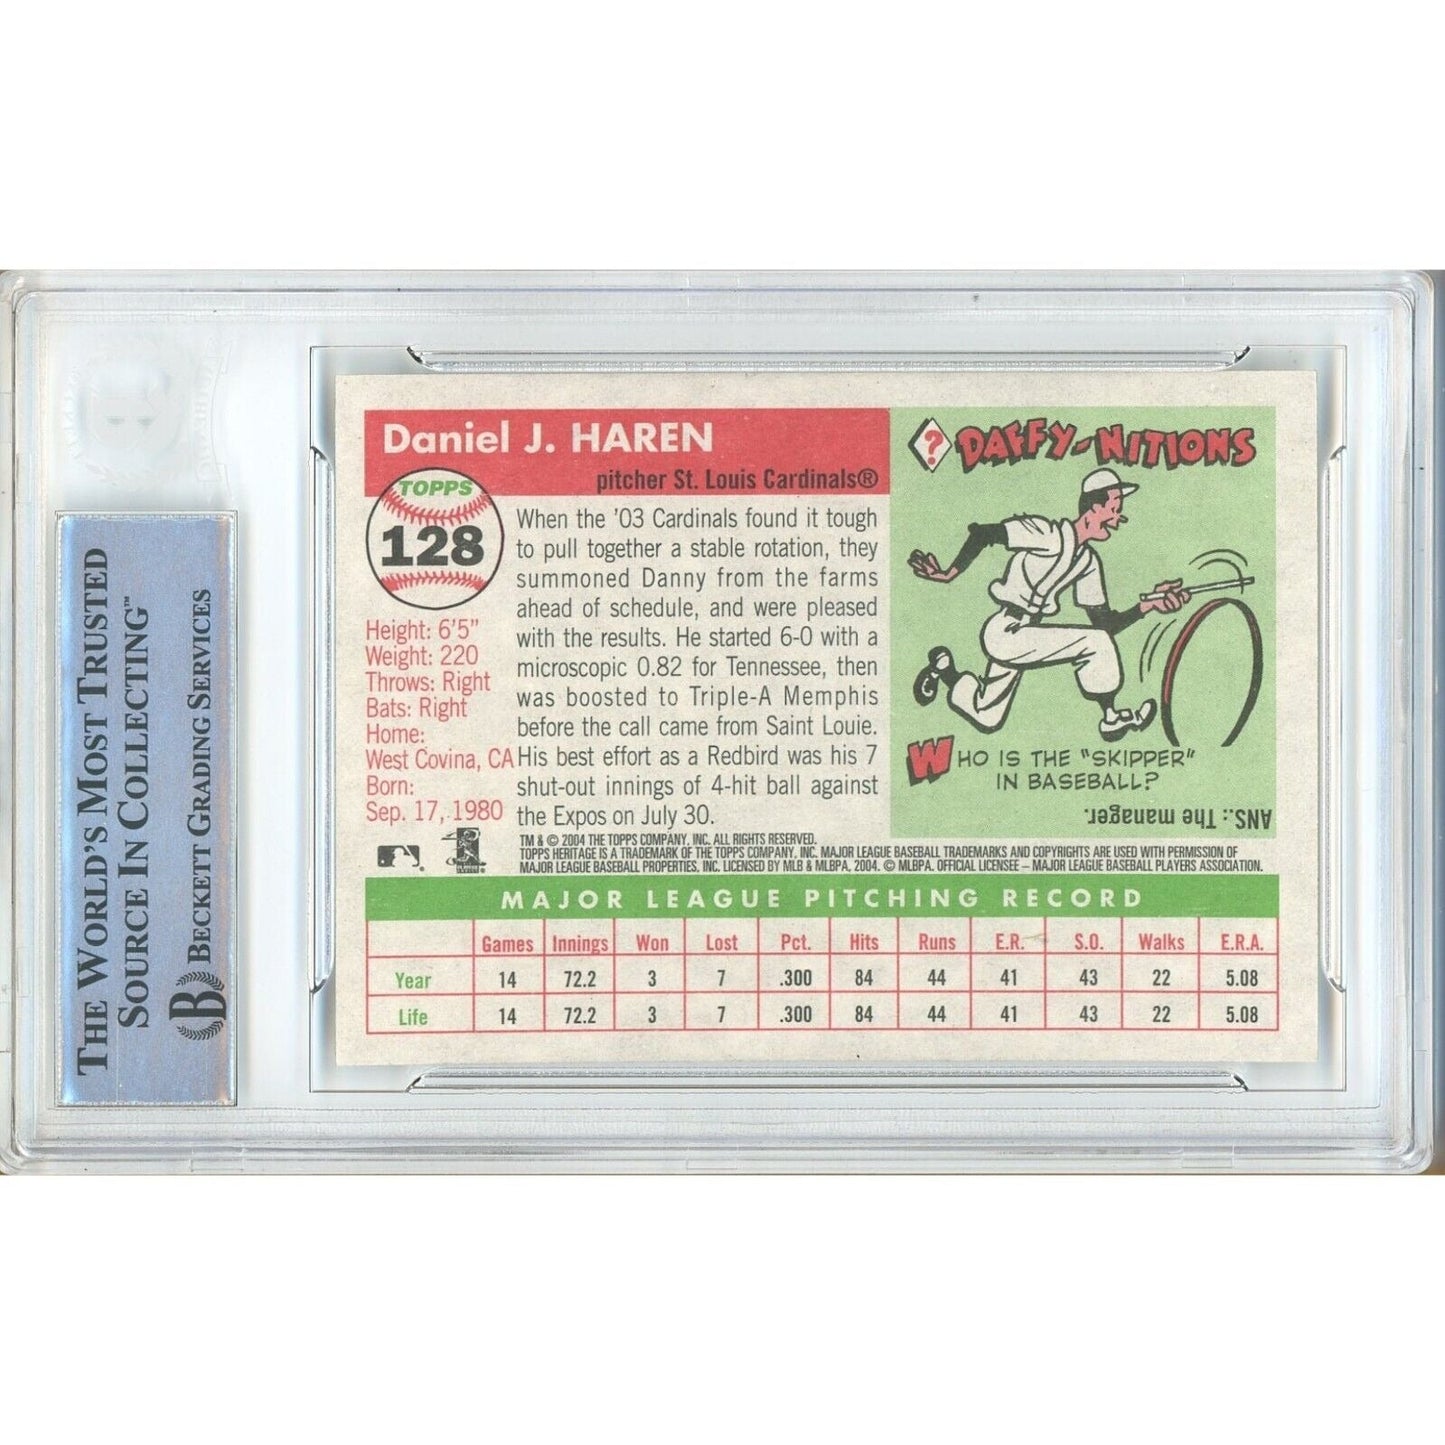 THE WORLD'S MOST TRUSTED
SOURCE IN COLLECTING™
BECKETT GRADING SERVICES
B
Daniel J. HAREN
pitcher St. Louis Cardinals®
TOPPS
128
Height: 6'5"
Weight: 220
Throws: Right
Bats: Right
Home:
West Covina, CA
Born:
Sep. 17, 1980
When the '03 Cardinals found it tough
to pull together a stable rotation, they
summoned Danny from the farms
ahead of schedule, and were pleased
with the results. He started 6-0 with a
microscopic 0.82 for Tennessee, then
was boosted to Triple-A Memphis
before the call came from Saint Louie.
His best effort as a Redbird was his 7
shut-out innings of 4-hit ball against
the Expos on July 30.
? DAFFY-NITIONS
WHO IS THE "SKIPPER"
IN BASEBALL?
ANS.: The manager.
TM & © 2004 THE TOPPS COMPANY, INC. ALL RIGHTS RESERVED.
TOPPS HERITAGE IS A TRADEMARK OF THE TOPPS COMPANY, INC. MAJOR LEAGUE BASEBALL TRADEMARKS AND COPYRIGHTS ARE USED WITH PERMISSION OF
MAJOR LEAGUE BASEBALL PROPERTIES, INC. LICENSED BY MLB & MLBPA, 2004. © MLBPA. OFFICIAL LICENSEE – MAJOR LEAGUE BASEBALL PLAYERS ASSOCIATION.
MAJOR LEAGUE PITCHING RECORD
Games Innings Won Lost Pct. Hits Runs E.R. S.O. Walks E.R.A.
Year 14 72.2 3 7 .300 84 44 41 43 22 5.08
Life 14 72.2 3 7 .300 84 44 41 43 22 5.08